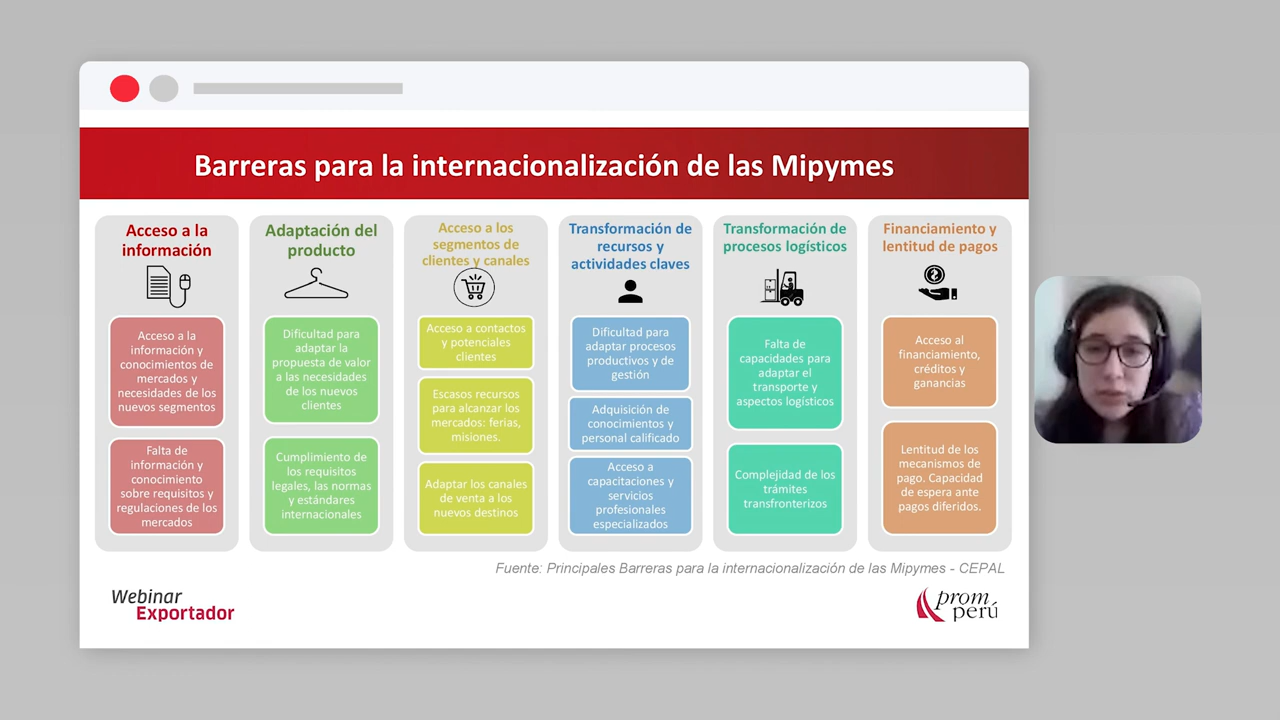 Barreras para la internacionalización de las Mipymes
Acceso a la
información
Acceso a la
información y
conocimientos de
mercados y
necesidades de los
nuevos segmentos
Falta de
información y
conocimiento
sobre requisitos y
regulaciones de los
mercados
Adaptación del
producto
Dificultad para
adaptar la
propuesta de valor
a las necesidades
de los nuevos
clientes
Cumplimiento de
los requisitos
legales, las normas
y estándares
internacionales
Acceso a los
segmentos de
clientes y canales
Acceso a contactos
y potenciales
clientes
Escasos recursos
para alcanzar los
mercados: ferias,
misiones.
Adaptar los canales
de venta a los
nuevos destinos
Transformación de
recursos y
actividades claves
Dificultad para
adaptar procesos
productivos y de
gestión
Adquisición de
conocimientos y
personal calificado
Acceso a
capacitaciones y
servicios
profesionales
especializados
Transformación de
procesos logísticos
Falta de
capacidades para
adaptar el
transporte y
aspectos logísticos
Complejidad de los
trámites
transfronterizos
Financiamiento y
lentitud de pagos
Acceso al
financiamiento,
créditos y
ganancias
Lentitud de los
mecanismos de
pago. Capacidad
de espera ante
pagos diferidos.
Fuente: Principales Barreras para la internacionalización de las Mipymes - CEPAL
Webinar
Exportador
prom
perú